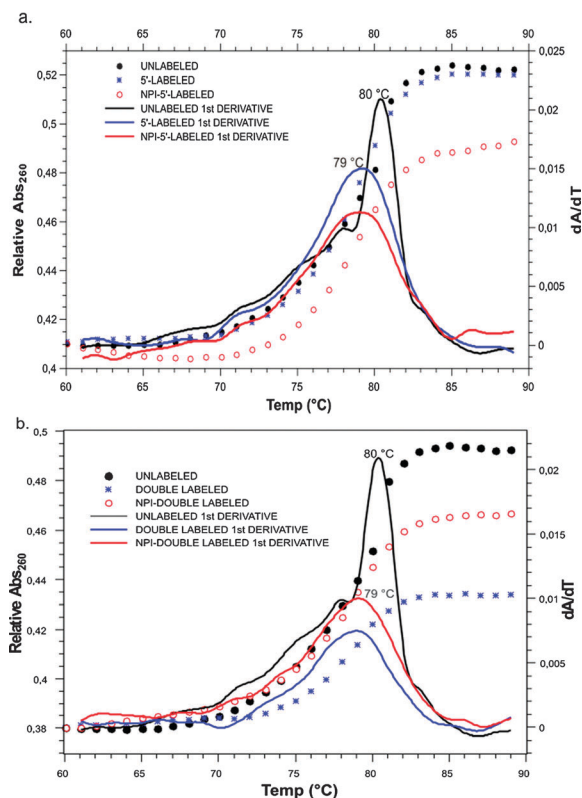 a.
60 65 70 75 80 85 90
0,52
0,5
0,48
0,46
0,44
0,42
0,4
Relative Abs260
0,025
0,02
0,015
0,01
0,005
0
dA/dT
UNLABELED
5'-LABELED
NPI-5'-LABELED
UNLABELED 1st DERIVATIVE
5'-LABELED 1st DERIVATIVE
NPI-5'-LABELED 1st DERIVATIVE
80 °C
79 °C
60 65 70 75 80 85 90
Temp (°C)
b.
0,5
0,48
0,46
0,44
0,42
0,4
0,38
Relative Abs260
0,02
0,015
0,01
0,005
0
dA/dT
UNLABELED
DOUBLE LABELED
NPI-DOUBLE LABELED
UNLABELED 1st DERIVATIVE
DOUBLE LABELED 1st DERIVATIVE
NPI-DOUBLE LABELED 1st DERIVATIVE
80 °C
79 °C
60 65 70 75 80 85 90
Temp (°C)